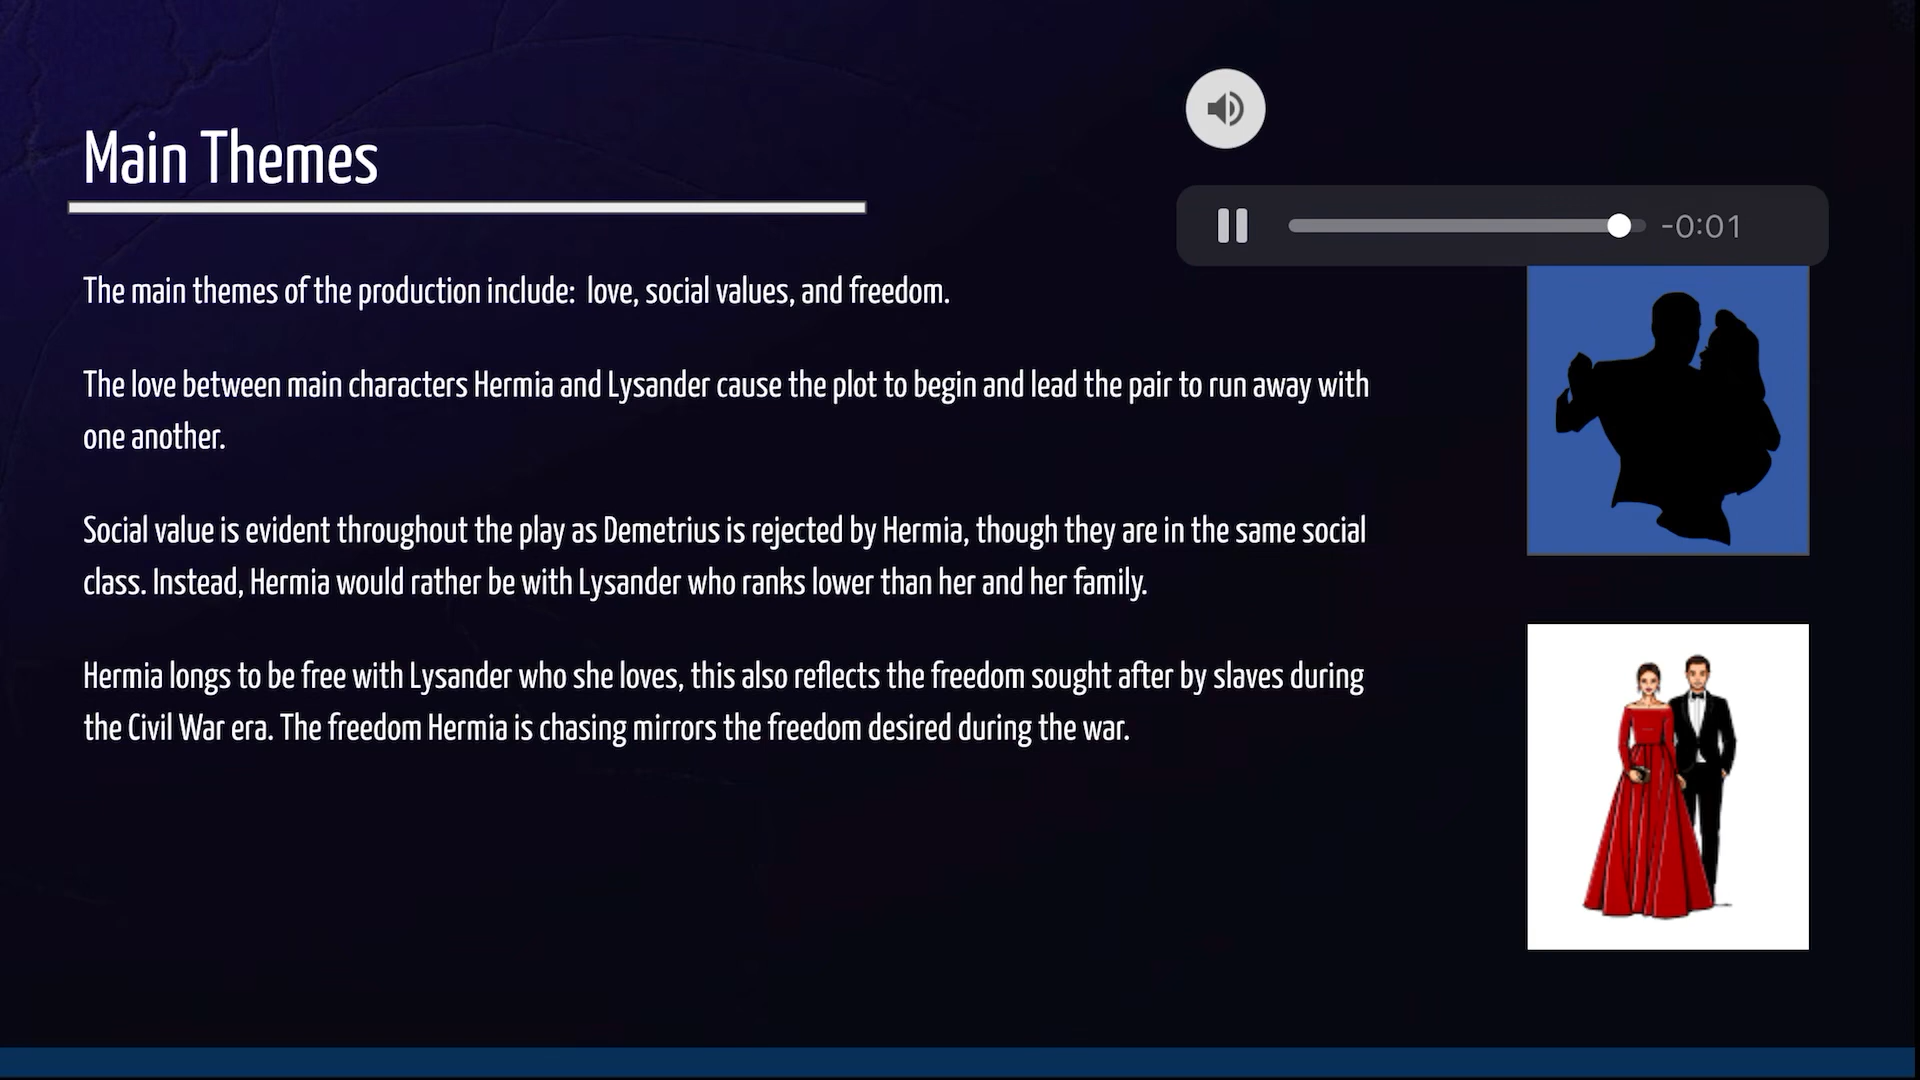 Main Themes
-0:01
The main themes of the production include:  love, social values, and freedom.
The love between main characters Hermia and Lysander cause the plot to begin and lead the pair to run away with
one another.
Social value is evident throughout the play as Demetrius is rejected by Hermia, though they are in the same social
class. Instead, Hermia would rather be with Lysander who ranks lower than her and her family.
Hermia longs to be free with Lysander who she loves, this also reflects the freedom sought after by slaves during
the Civil War era. The freedom Hermia is chasing mirrors the freedom desired during the war.